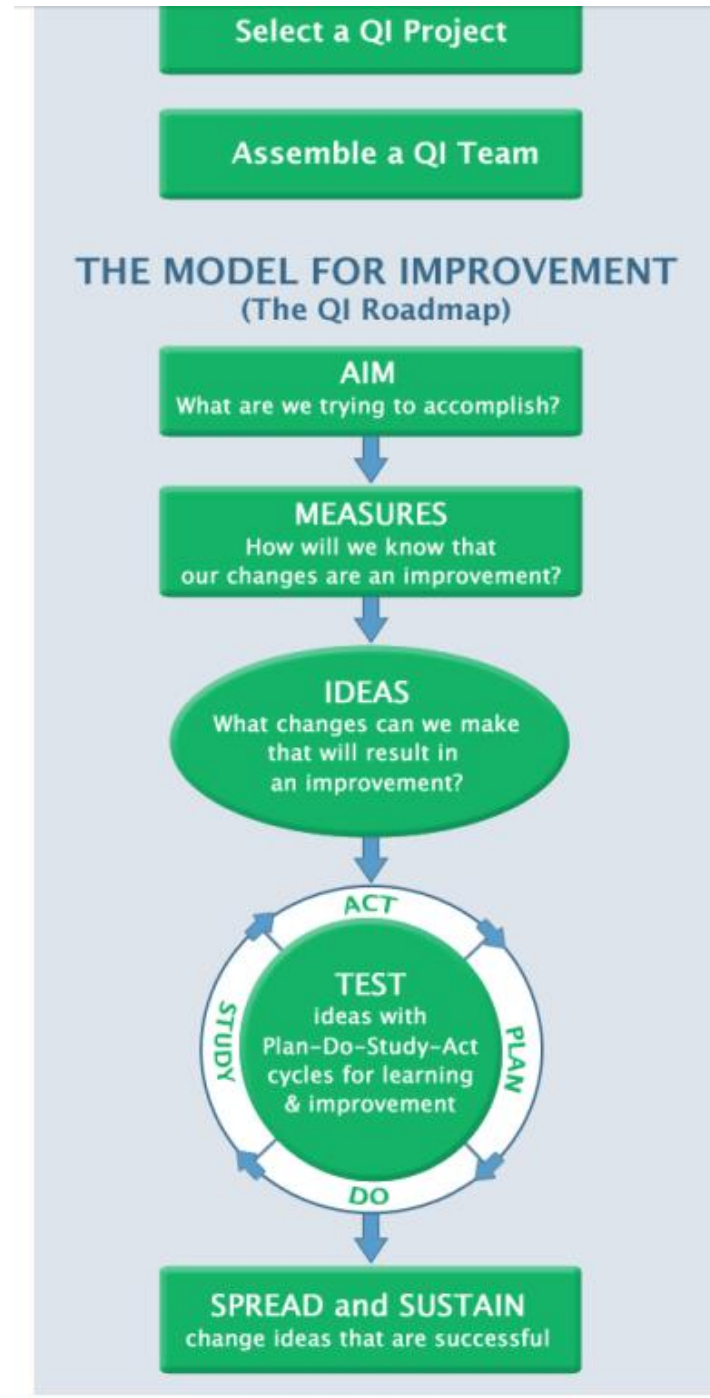 Select a QI Project
Assemble a QI Team
THE MODEL FOR IMPROVEMENT
(The QI Roadmap)
AIM
What are we trying to accomplish?
MEASURES
How will we know that
our changes are an improvement?
IDEAS
What changes can we make
that will result in
an improvement?
ACT
TEST
ideas with
Plan-Do-Study-Act
cycles for learning
& improvement
PLAN
DO
STUDY
SPREAD and SUSTAIN
change ideas that are successful